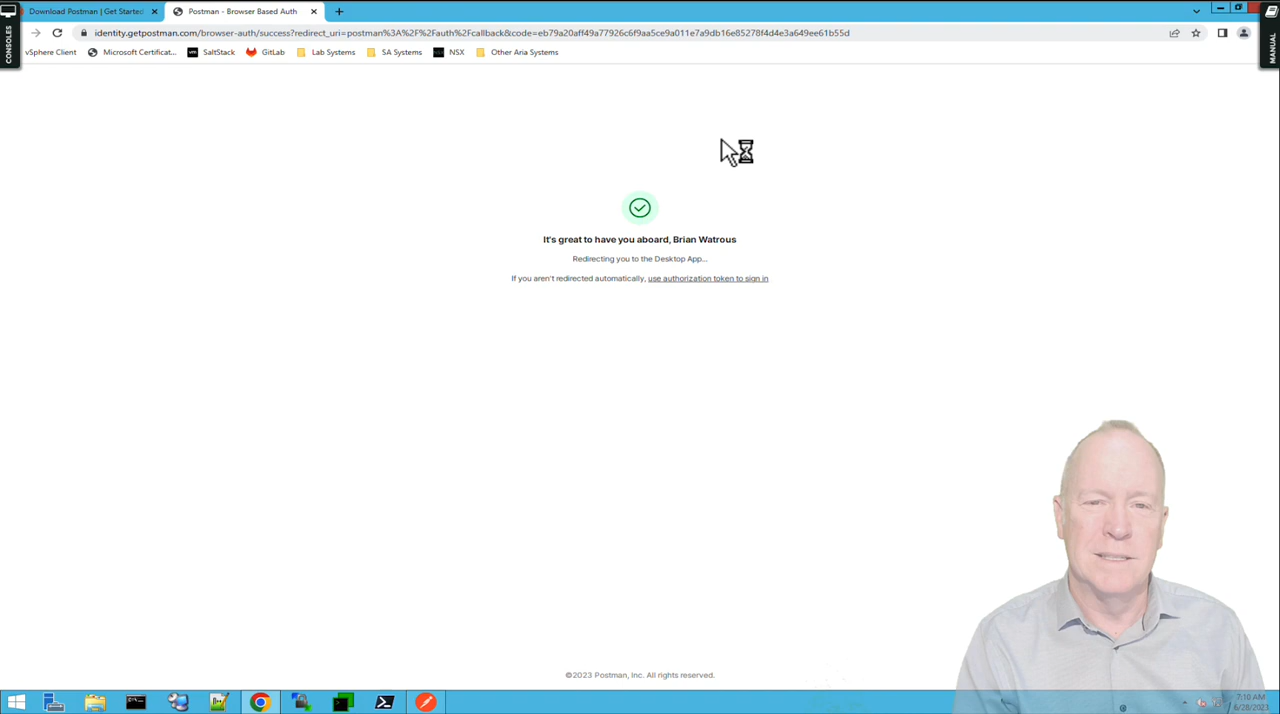 CONSOLES
Download Postman | Get Started
Postman - Browser Based Auth
identity.getpostman.com/browser-auth/success?redirect_uri=postman%3A%2F%2Fauth%2Fcallback&code=eb79a20aff49a77926c6f9aa5ce9a011e7a9db16e85278f4d4e3a649ee61b55d
vSphere Client
Microsoft Certificat...
vm
SaltStack
GitLab
Lab Systems
SA Systems
NSX
Other Aria Systems
MANUAL
It's great to have you aboard, Brian Watrous
Redirecting you to the Desktop App...
If you aren't redirected automatically, use authorization token to sign in
©2023 Postman, Inc. All rights reserved.
7:10 AM
6/28/2023